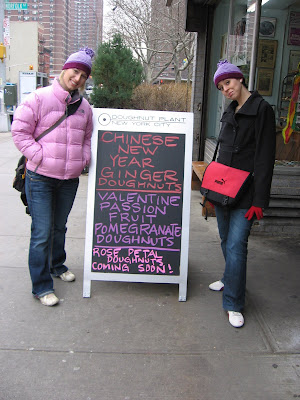 DOUGHNUT PLANT
NEW YORK CITY
CHINESE
NEW
YEAR
GINGER
DOUGHNUTS
VALENTINE
PASSION
FRUIT
POMEGRANATE
DOUGHNUTS
ROSE PETAL
DOUGHNUTS
COMING SOON!